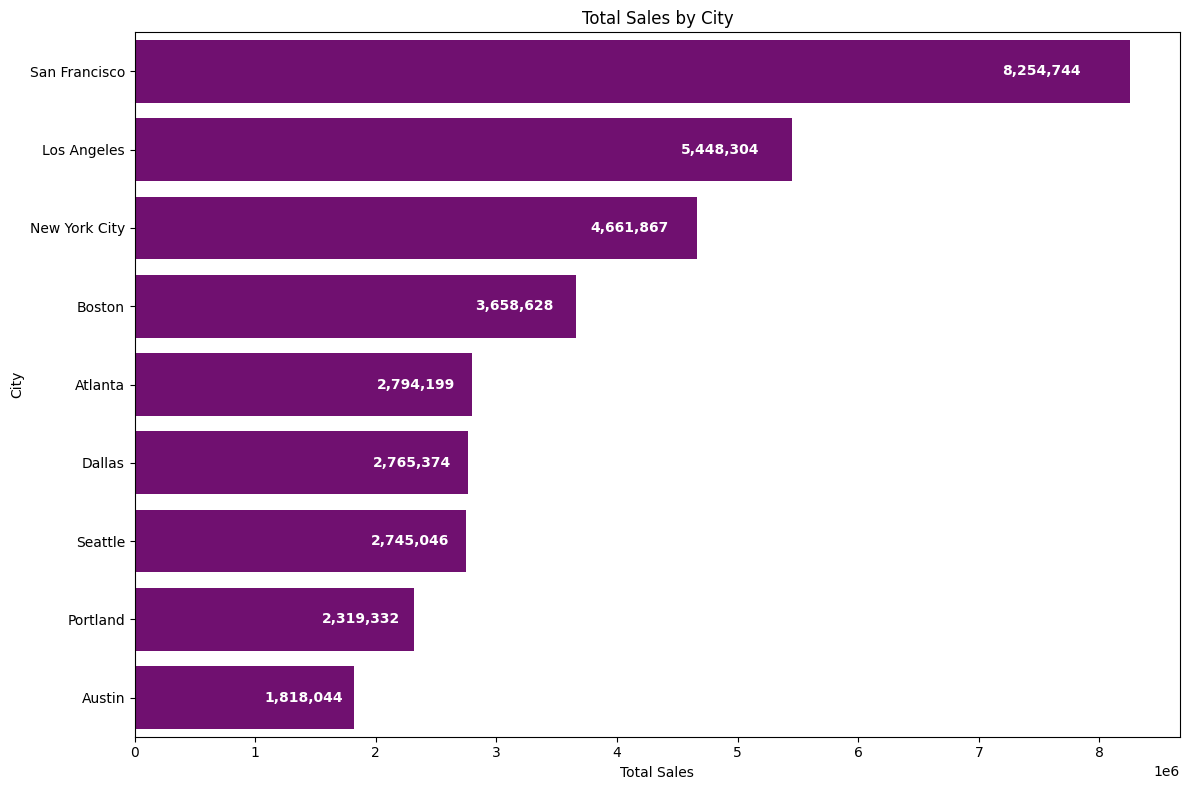 Total Sales by City
City
San Francisco 8,254,744
Los Angeles 5,448,304
New York City 4,661,867
Boston 3,658,628
Atlanta 2,794,199
Dallas 2,765,374
Seattle 2,745,046
Portland 2,319,332
Austin 1,818,044
0 1 2 3 4 5 6 7 8
1e6
Total Sales